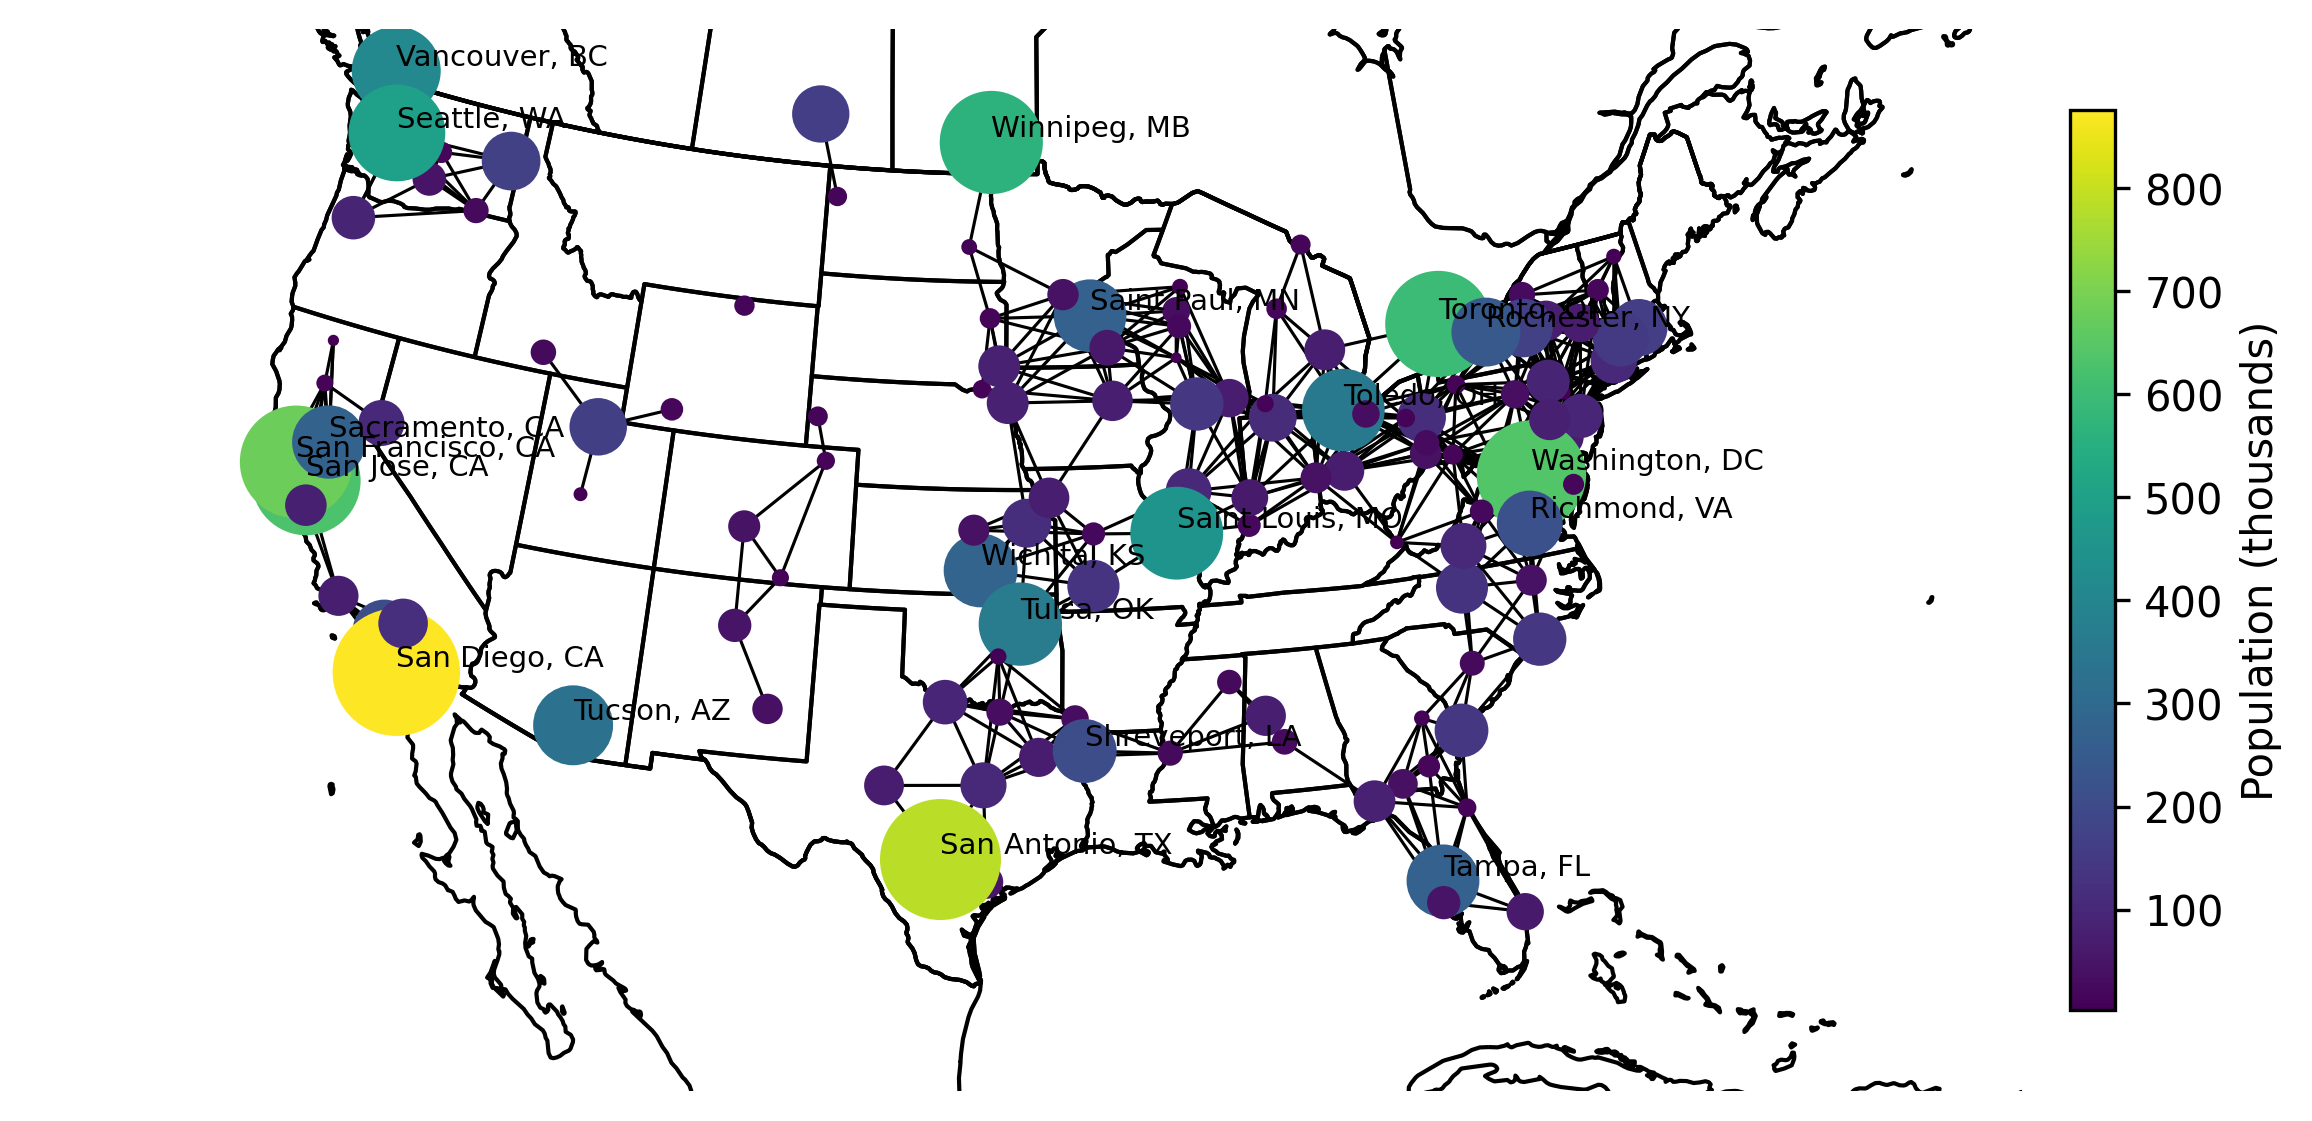 Vancouver, BC
Seattle, WA
Winnipeg, MB
Saint Paul, MN
Toronto, ON
Rochester, NY
Toledo, OH
Sacramento, CA
San Francisco, CA
San Jose, CA
Washington, DC
Richmond, VA
Saint Louis, MO
Wichita, KS
Tulsa, OK
San Diego, CA
Tucson, AZ
Shreveport, LA
San Antonio, TX
Tampa, FL
800
700
600
500
400
300
200
100
Population (thousands)